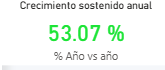 Crecimiento sostenido anual
53.07 %
% Año vs año